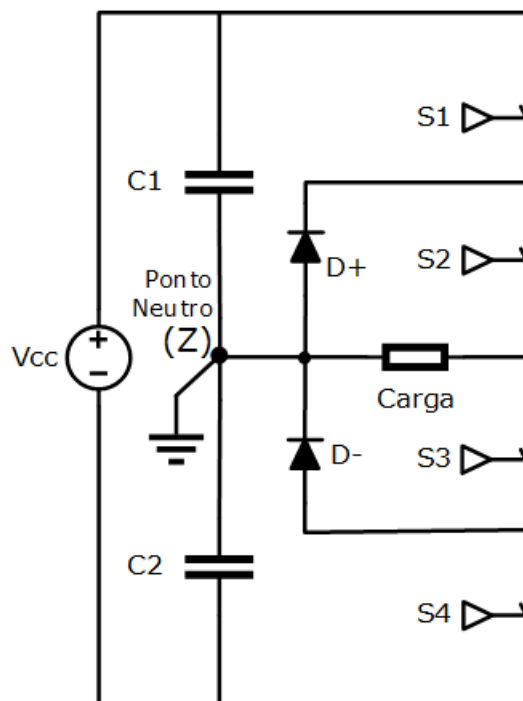 S1
C1
D+
S2
Ponto
Neutro
(Z)
Vcc
+
−
Carga
D-
S3
C2
S4